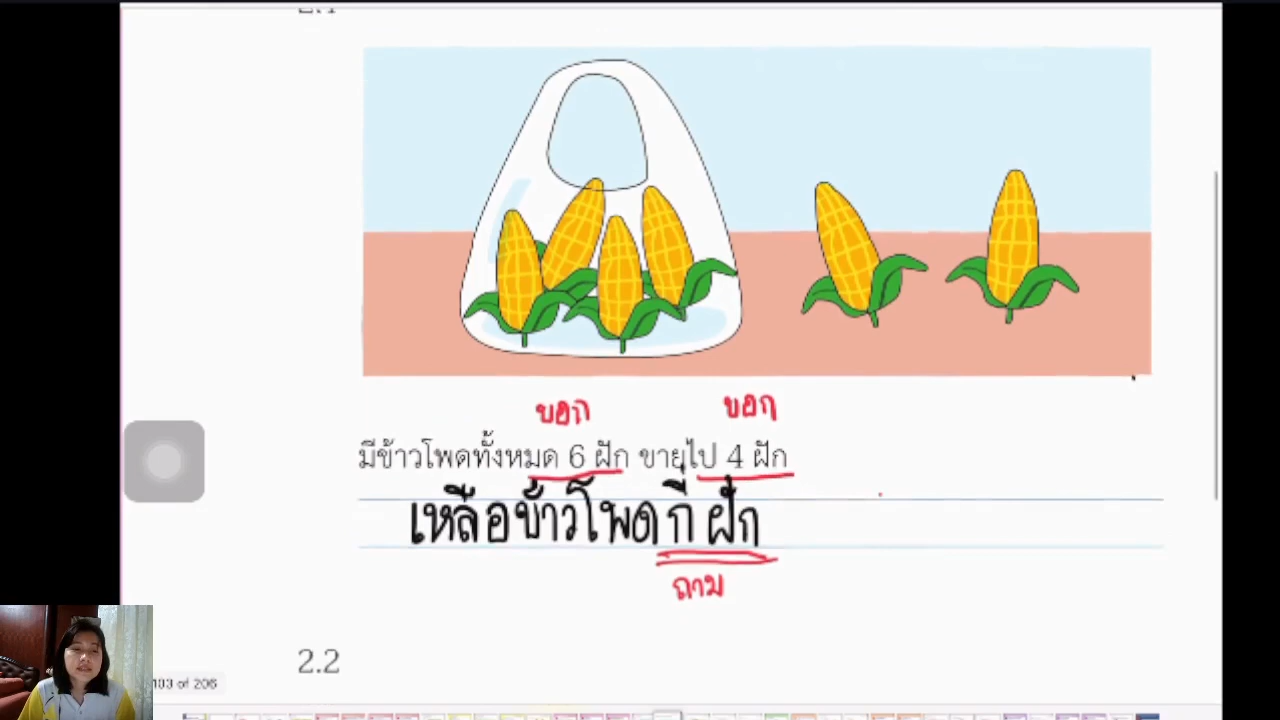 บอก บอก
มีข้าวโพดทั้งหมด 6 ฝัก ขายไป 4 ฝัก
เหลือข้าวโพดกี่ฝัก
ถาม
2.2
103 of 206